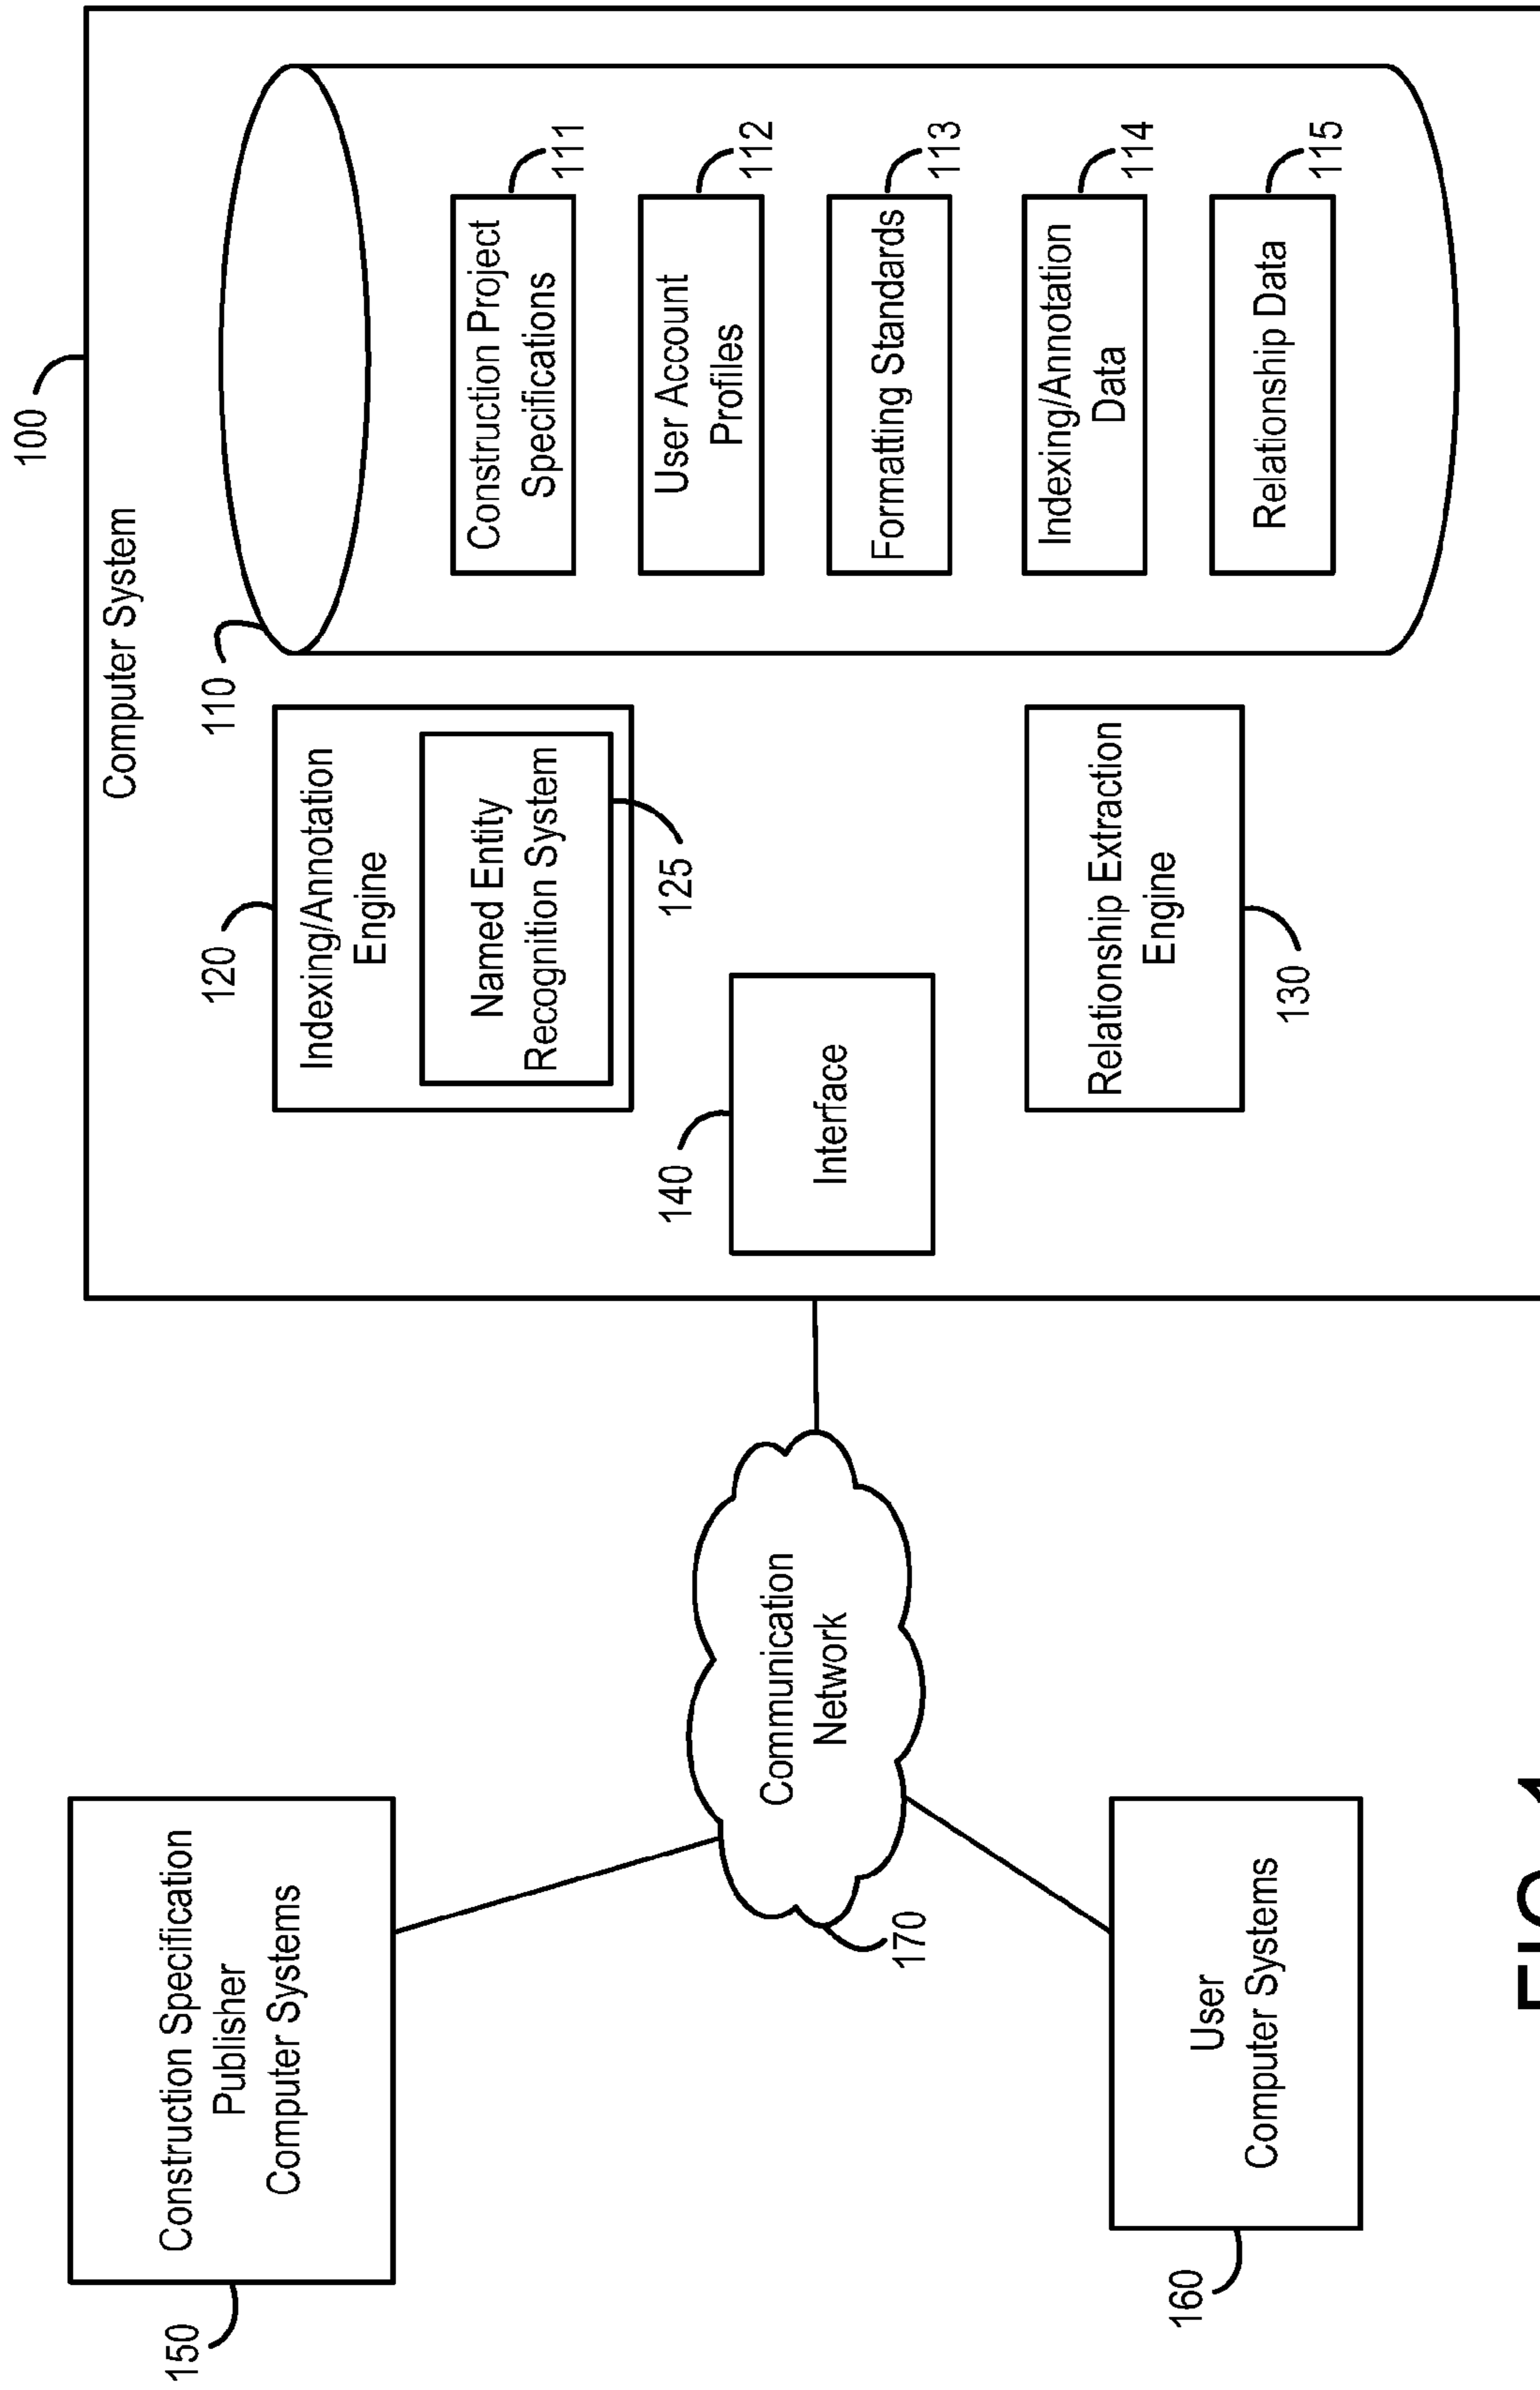 100
Computer System
150
Construction Specification
Publisher
Computer Systems
120
Indexing/Annotation
Engine
Named Entity
Recognition System
125
110
Construction Project
Specifications
111
User Account
Profiles
112
Formatting Standards
113
Indexing/Annotation
Data
114
Relationship Data
115
140
Interface
Communication
Network
170
Relationship Extraction
Engine
130
160
User
Computer Systems